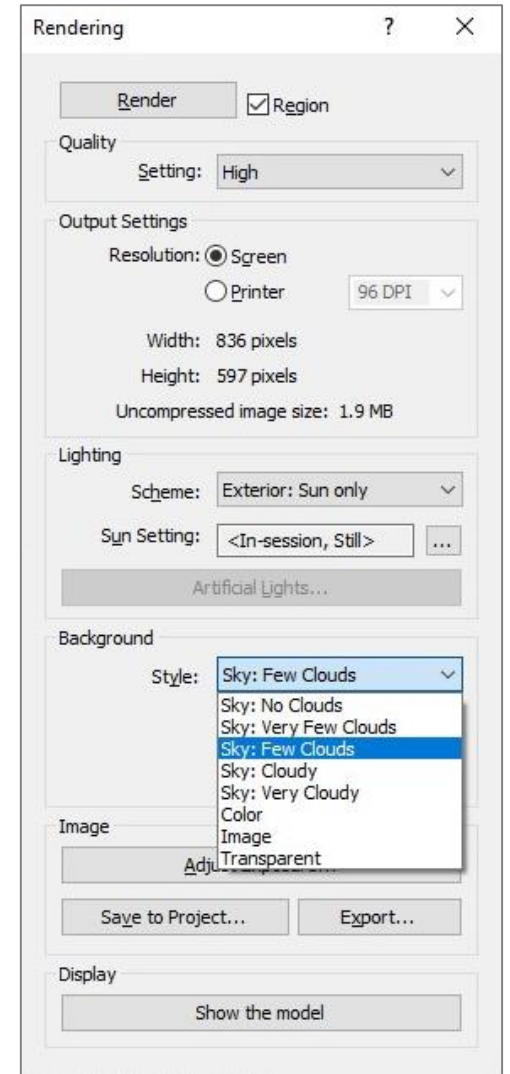 Rendering ? ×
Render Region
Quality
Setting: High
Output Settings
Resolution: Screen
Printer 96 DPI
Width: 836 pixels
Height: 597 pixels
Uncompressed image size: 1.9 MB
Lighting
Scheme: Exterior: Sun only
Sun Setting: <In-session, Still> ...
Artificial Lights...
Background
Style: Sky: Few Clouds
Sky: No Clouds
Sky: Very Few Clouds
Sky: Few Clouds
Sky: Cloudy
Sky: Very Cloudy
Color
Image
Transparent
Image
Save to Project... Export...
Display
Show the model